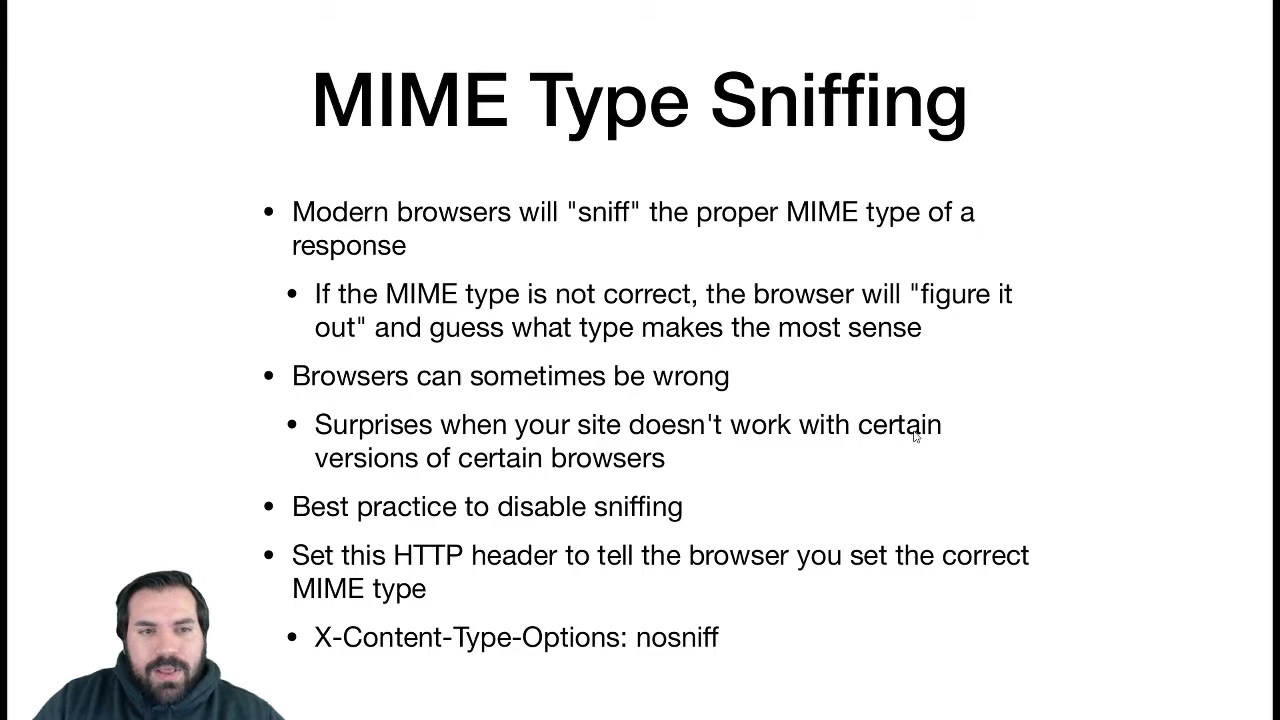 MIME Type Sniffing
• Modern browsers will "sniff" the proper MIME type of a
response
• If the MIME type is not correct, the browser will "figure it
out" and guess what type makes the most sense
• Browsers can sometimes be wrong
• Surprises when your site doesn't work with certain
versions of certain browsers
• Best practice to disable sniffing
• Set this HTTP header to tell the browser you set the correct
MIME type
• X-Content-Type-Options: nosniff